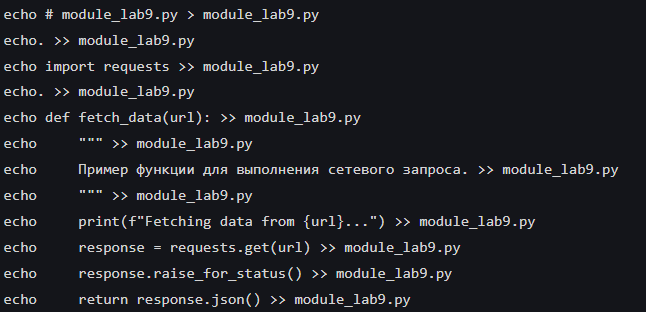 echo # module_lab9.py > module_lab9.py
echo. >> module_lab9.py
echo import requests >> module_lab9.py
echo. >> module_lab9.py
echo def fetch_data(url): >> module_lab9.py
echo     """ >> module_lab9.py
echo     Пример функции для выполнения сетевого запроса. >> module_lab9.py
echo     """ >> module_lab9.py
echo     print(f"Fetching data from {url}...") >> module_lab9.py
echo     response = requests.get(url) >> module_lab9.py
echo     response.raise_for_status() >> module_lab9.py
echo     return response.json() >> module_lab9.py